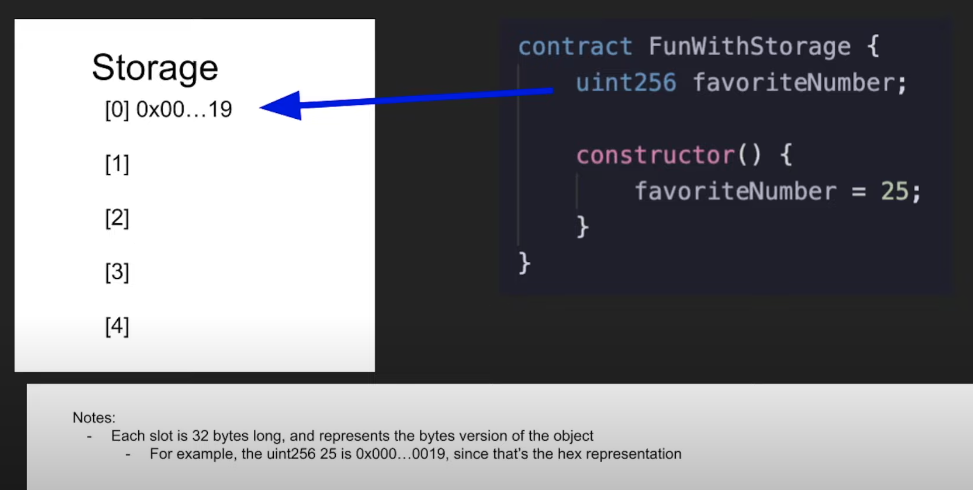 Storage
[0] 0x00...19
[1]
[2]
[3]
[4]
contract FunWithStorage {
uint256 favoriteNumber;
constructor() {
favoriteNumber = 25;
}
}
Notes:
- Each slot is 32 bytes long, and represents the bytes version of the object
- For example, the uint256 25 is 0x000...0019, since that's the hex representation